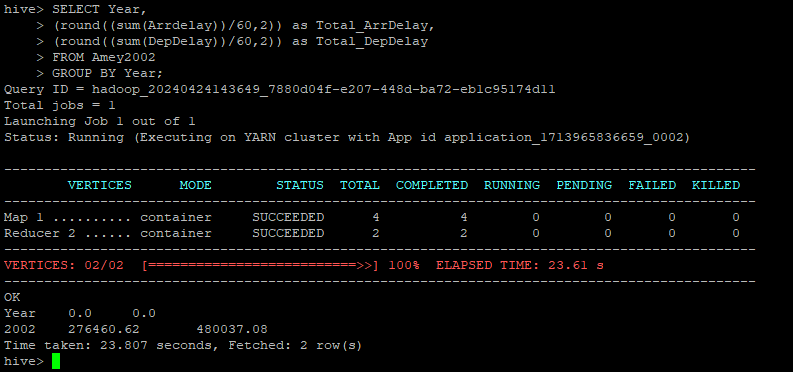 hive> SELECT Year,
    > (round((sum(Arrdelay))/60,2)) as Total_ArrDelay,
    > (round((sum(DepDelay))/60,2)) as Total_DepDelay
    > FROM Amey2002
    > GROUP BY Year;
Query ID = hadoop_20240424143649_7880d04f-e207-448d-ba72-eb1c95174d11
Total jobs = 1
Launching Job 1 out of 1
Status: Running (Executing on YARN cluster with App id application_1713965836659_0002)
----------------------------------------------------------------------------------------------
        VERTICES      MODE        STATUS  TOTAL  COMPLETED  RUNNING  PENDING  FAILED  KILLED
----------------------------------------------------------------------------------------------
Map 1 .......... container     SUCCEEDED      4          4        0        0       0       0
Reducer 2 ...... container     SUCCEEDED      2          2        0        0       0       0
----------------------------------------------------------------------------------------------
VERTICES: 02/02  [==========================>>] 100%  ELAPSED TIME: 23.61 s
----------------------------------------------------------------------------------------------
OK
Year    0.0     0.0
2002    276460.62       480037.08
Time taken: 23.807 seconds, Fetched: 2 row(s)
hive>